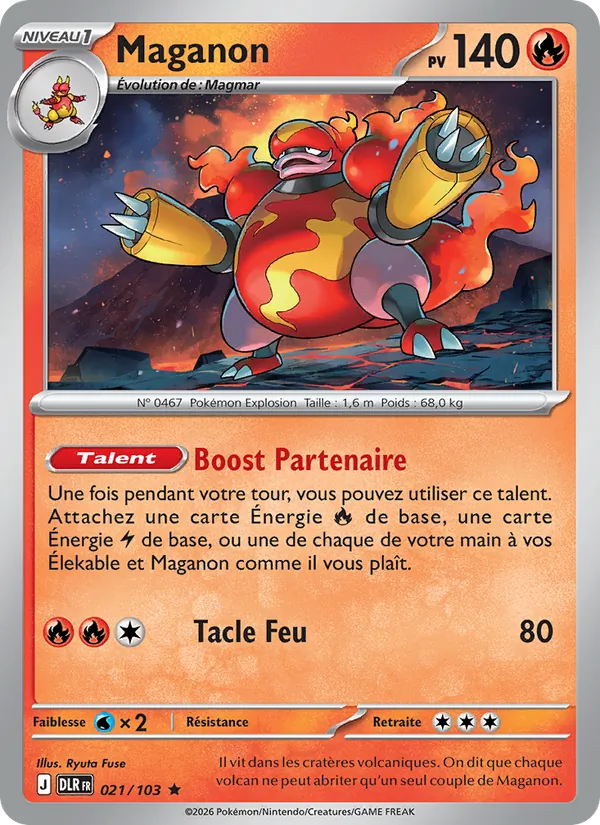 NIVEAU 1
Maganon
PV 140
Évolution de : Magmar
N° 0467 Pokémon Explosion Taille : 1,6 m Poids : 68,0 kg
Talent Boost Partenaire
Une fois pendant votre tour, vous pouvez utiliser ce talent.
Attachez une carte Énergie de base, une carte
Énergie de base, ou une de chaque de votre main à vos
Élekable et Maganon comme il vous plaît.
Tacle Feu 80
Faiblesse ×2 Résistance Retraite
Illus. Ryuta Fuse
Il vit dans les cratères volcaniques. On dit que chaque
volcan ne peut abriter qu'un seul couple de Maganon.
J DLR FR 021/103 ★
©2026 Pokémon/Nintendo/Creatures/GAME FREAK